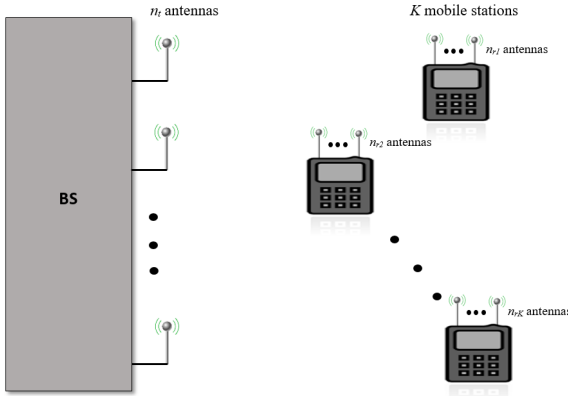 n_t antennas
K mobile stations
n_r1 antennas
n_r2 antennas
BS
n_rK antennas